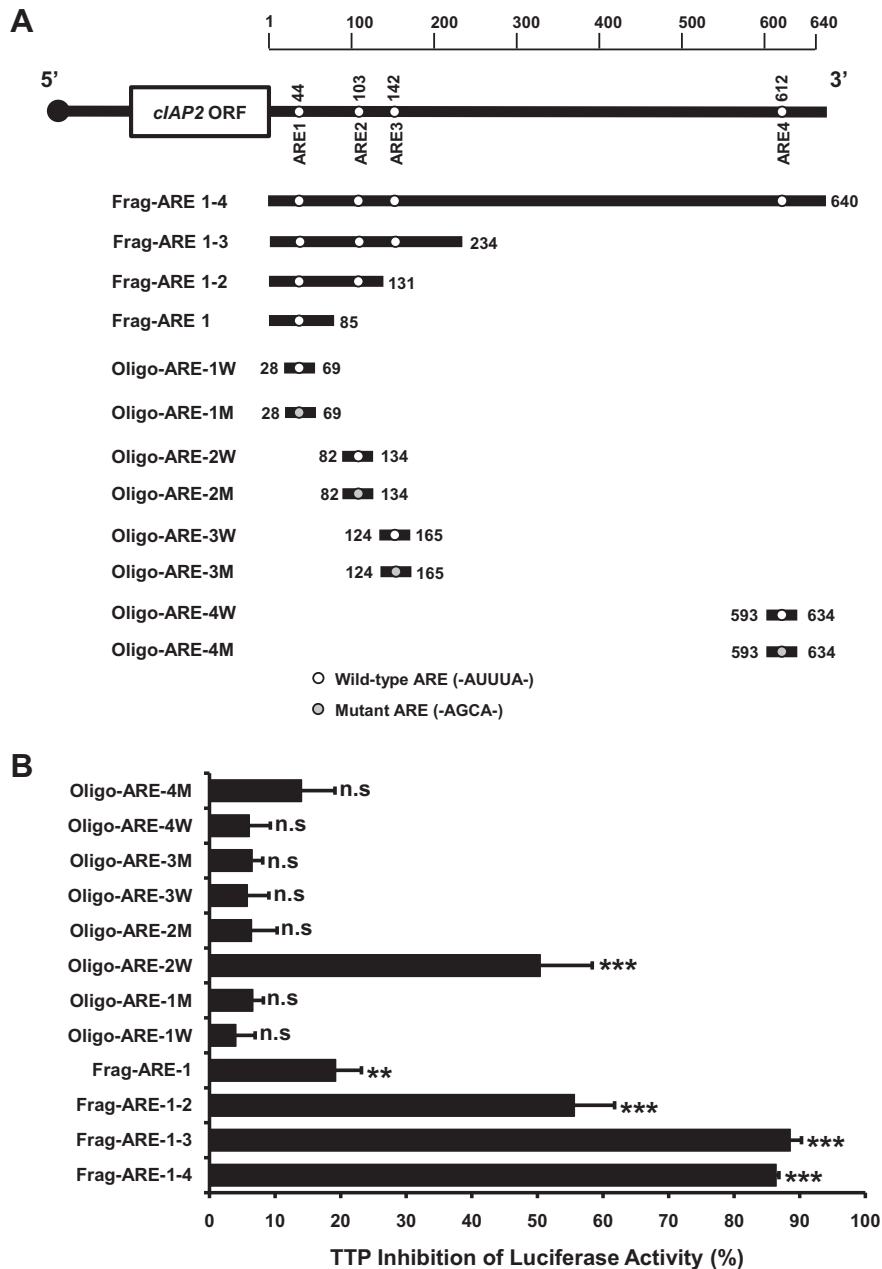 A
1 100 200 300 400 500 600 640
5’ 3’
cIAP2 ORF
44 103 142 612
ARE1 ARE2 ARE3 ARE4
Frag-ARE 1-4 640
Frag-ARE 1-3 234
Frag-ARE 1-2 131
Frag-ARE 1 85
Oligo-ARE-1W 28 69
Oligo-ARE-1M 28 69
Oligo-ARE-2W 82 134
Oligo-ARE-2M 82 134
Oligo-ARE-3W 124 165
Oligo-ARE-3M 124 165
Oligo-ARE-4W 593 634
Oligo-ARE-4M 593 634
Wild-type ARE (-AUUUA-)
Mutant ARE (-AGCA-)
B
Oligo-ARE-4M n.s
Oligo-ARE-4W n.s
Oligo-ARE-3M n.s
Oligo-ARE-3W n.s
Oligo-ARE-2M n.s
Oligo-ARE-2W ***
Oligo-ARE-1M n.s
Oligo-ARE-1W n.s
Frag-ARE-1 **
Frag-ARE-1-2 ***
Frag-ARE-1-3 ***
Frag-ARE-1-4 ***
0 10 20 30 40 50 60 70 80 90 100
TTP Inhibition of Luciferase Activity (%)